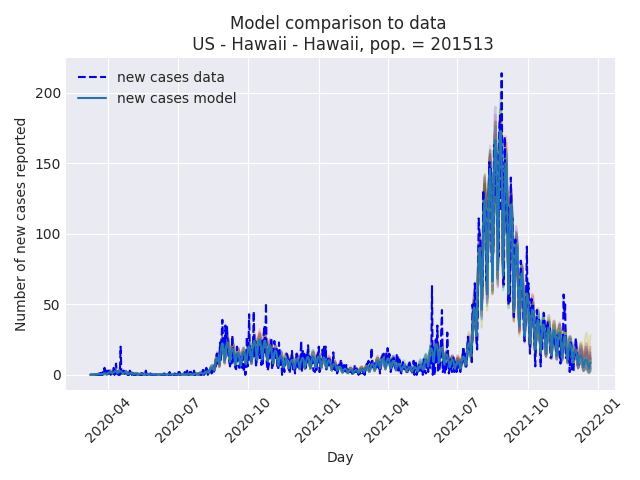 Model comparison to data
US - Hawaii - Hawaii, pop. = 201513
new cases data
new cases model
Number of new cases reported
200
150
100
50
0
2020-04
2020-07
2020-10
2021-01
2021-04
2021-07
2021-10
2022-01
Day